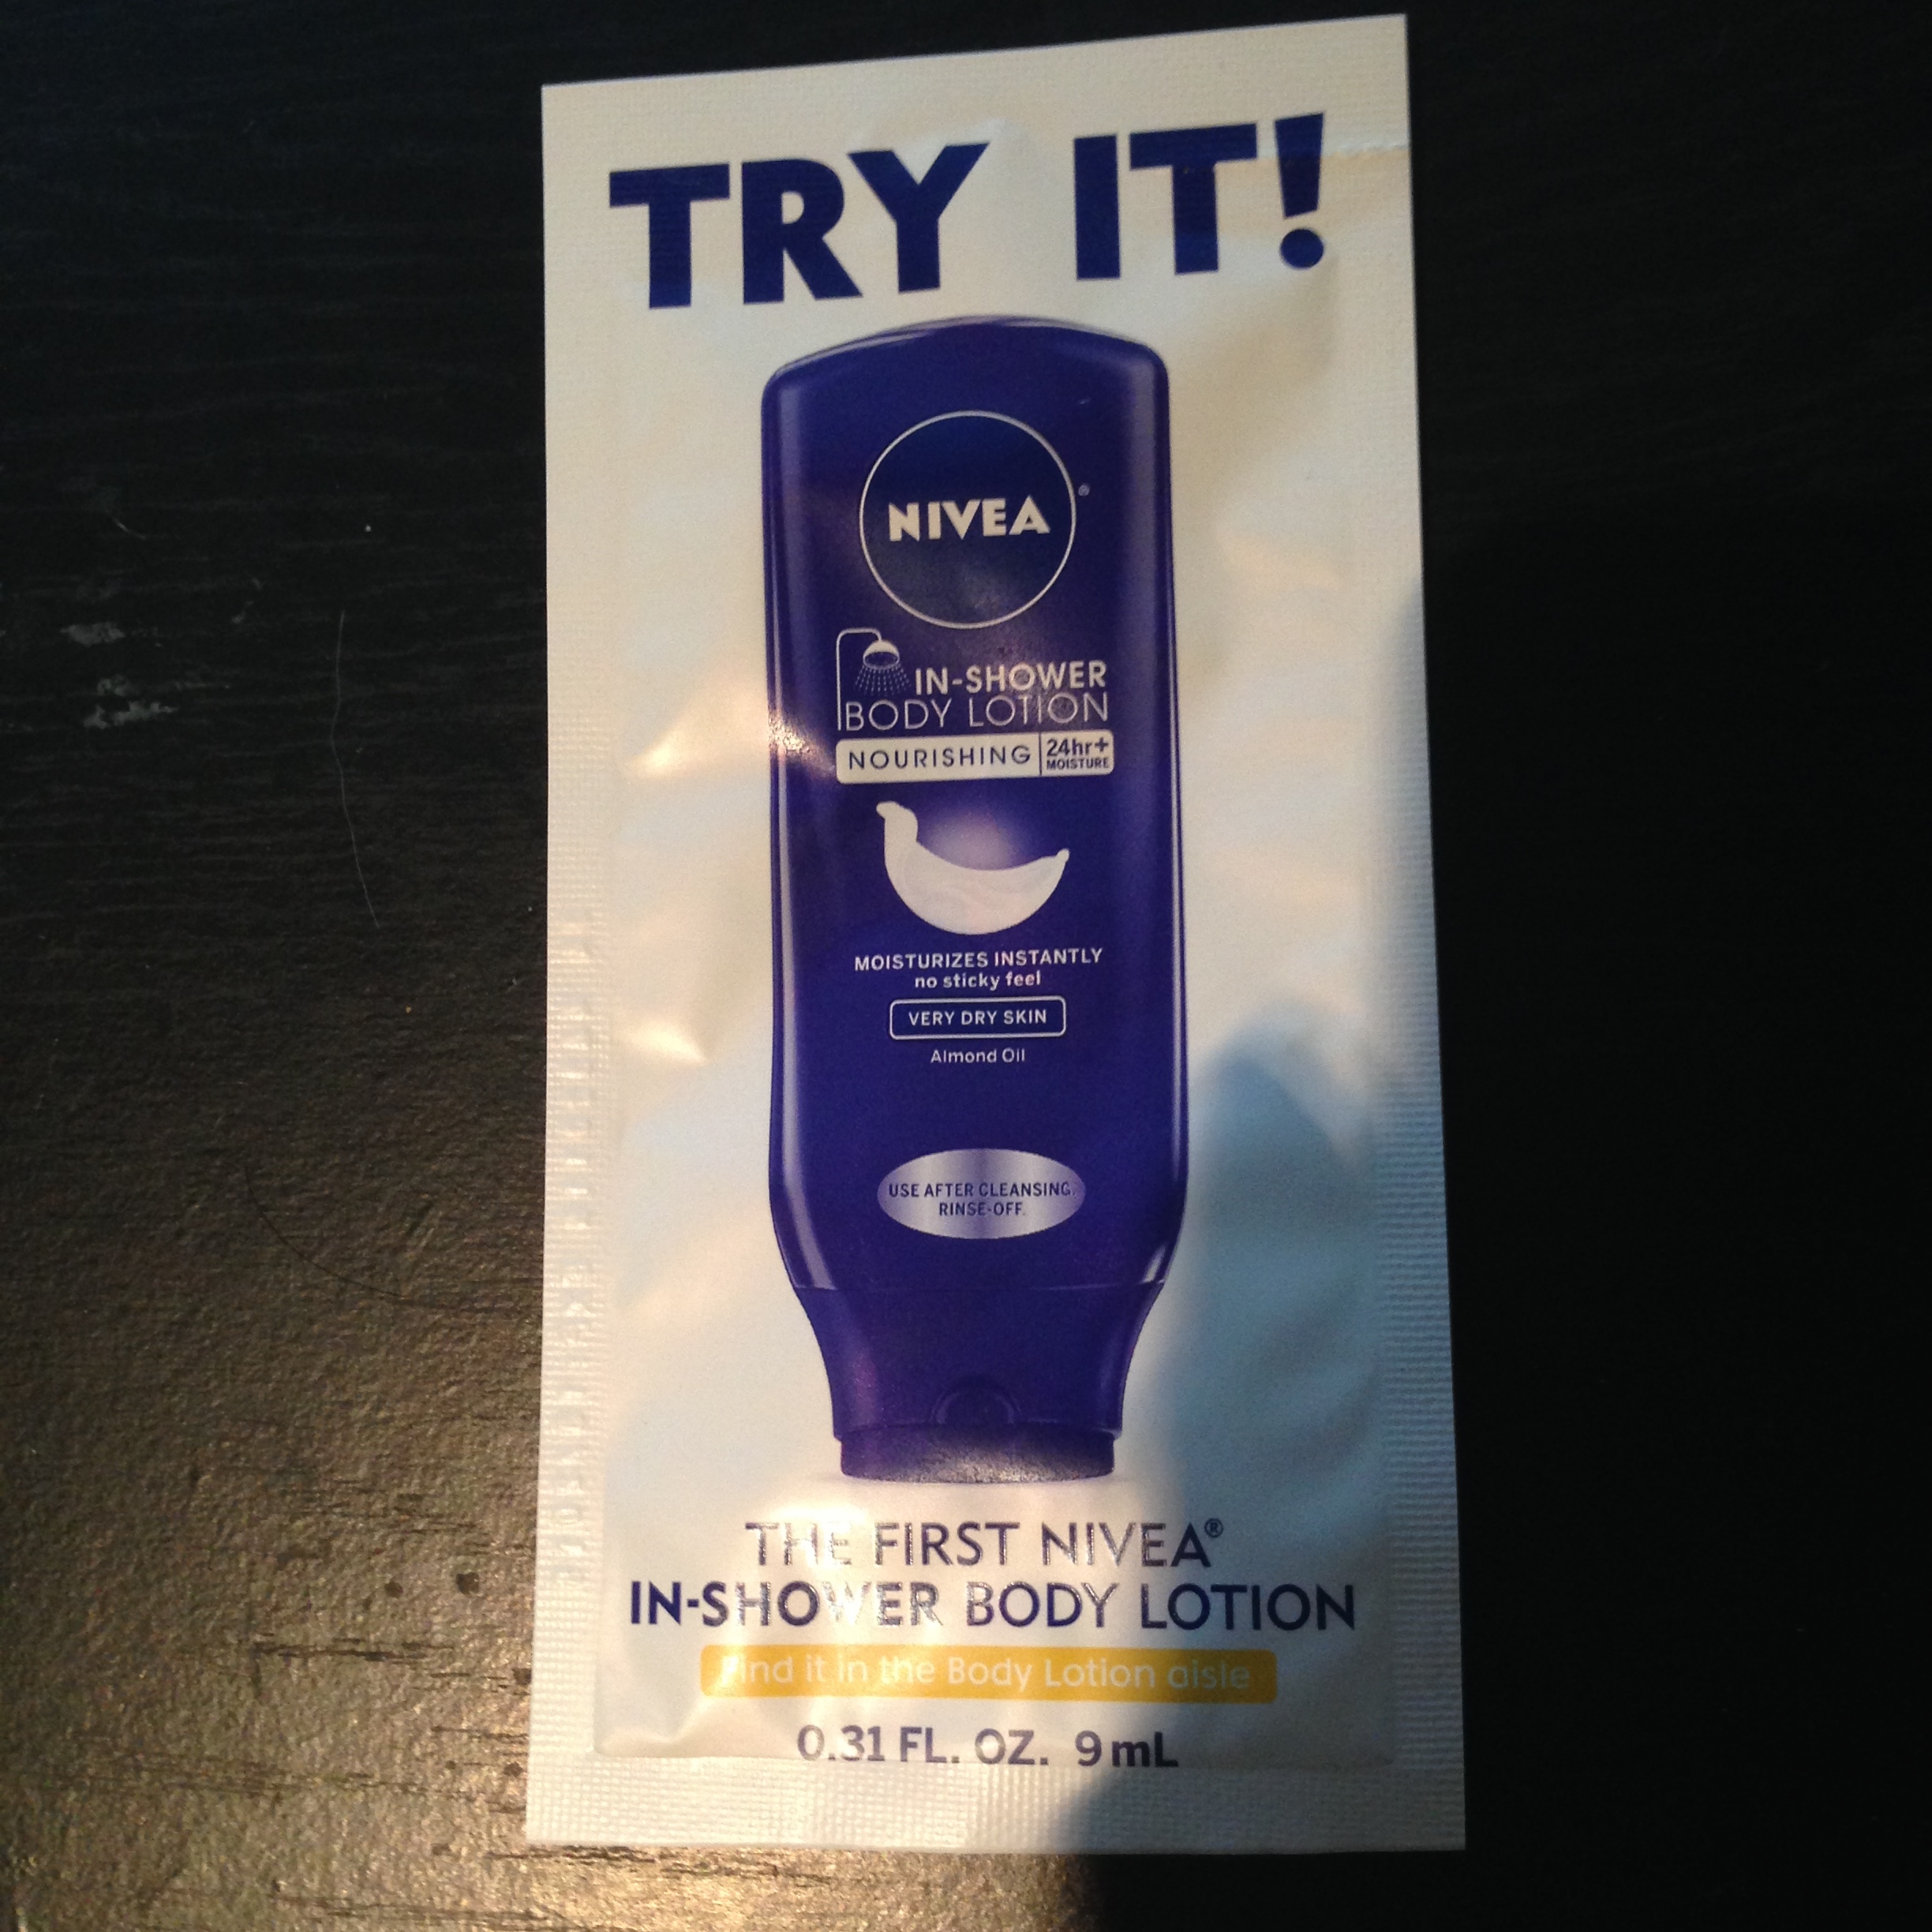 TRY IT!
NIVEA®
IN-SHOWER
BODY LOTION
NOURISHING 24hr+
MOISTURE
MOISTURIZES INSTANTLY
no sticky feel
VERY DRY SKIN
Almond Oil
USE AFTER CLEANSING.
RINSE-OFF.
THE FIRST NIVEA®
IN-SHOWER BODY LOTION
Find it in the Body Lotion aisle
0.31 FL. OZ. 9 mL